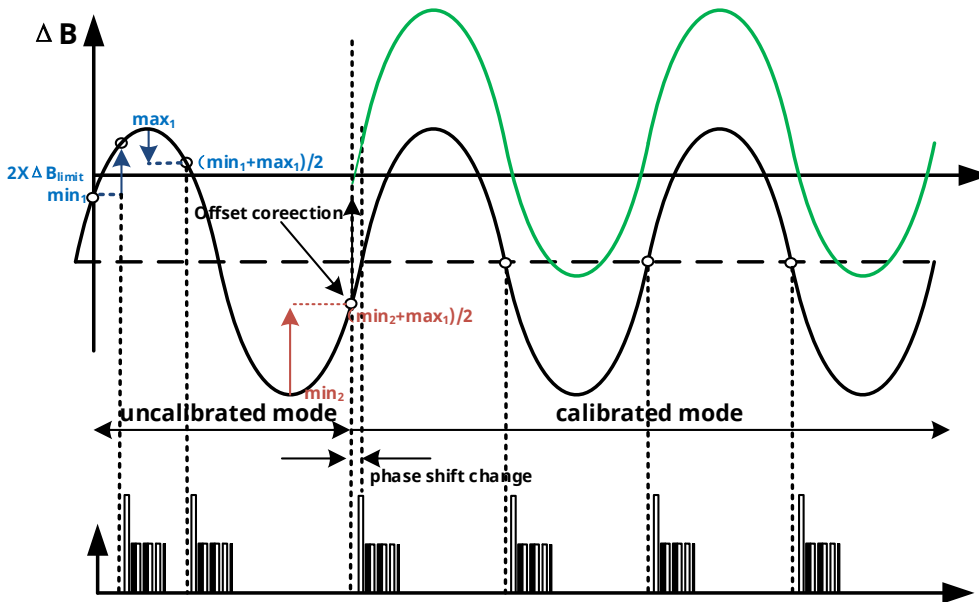 Δ B
max₁
(min₁+max₁)/2
2X Δ Blimit
min₁
Offset coreection
(min₂+max₁)/2
min₂
uncalibrated mode
calibrated mode
phase shift change